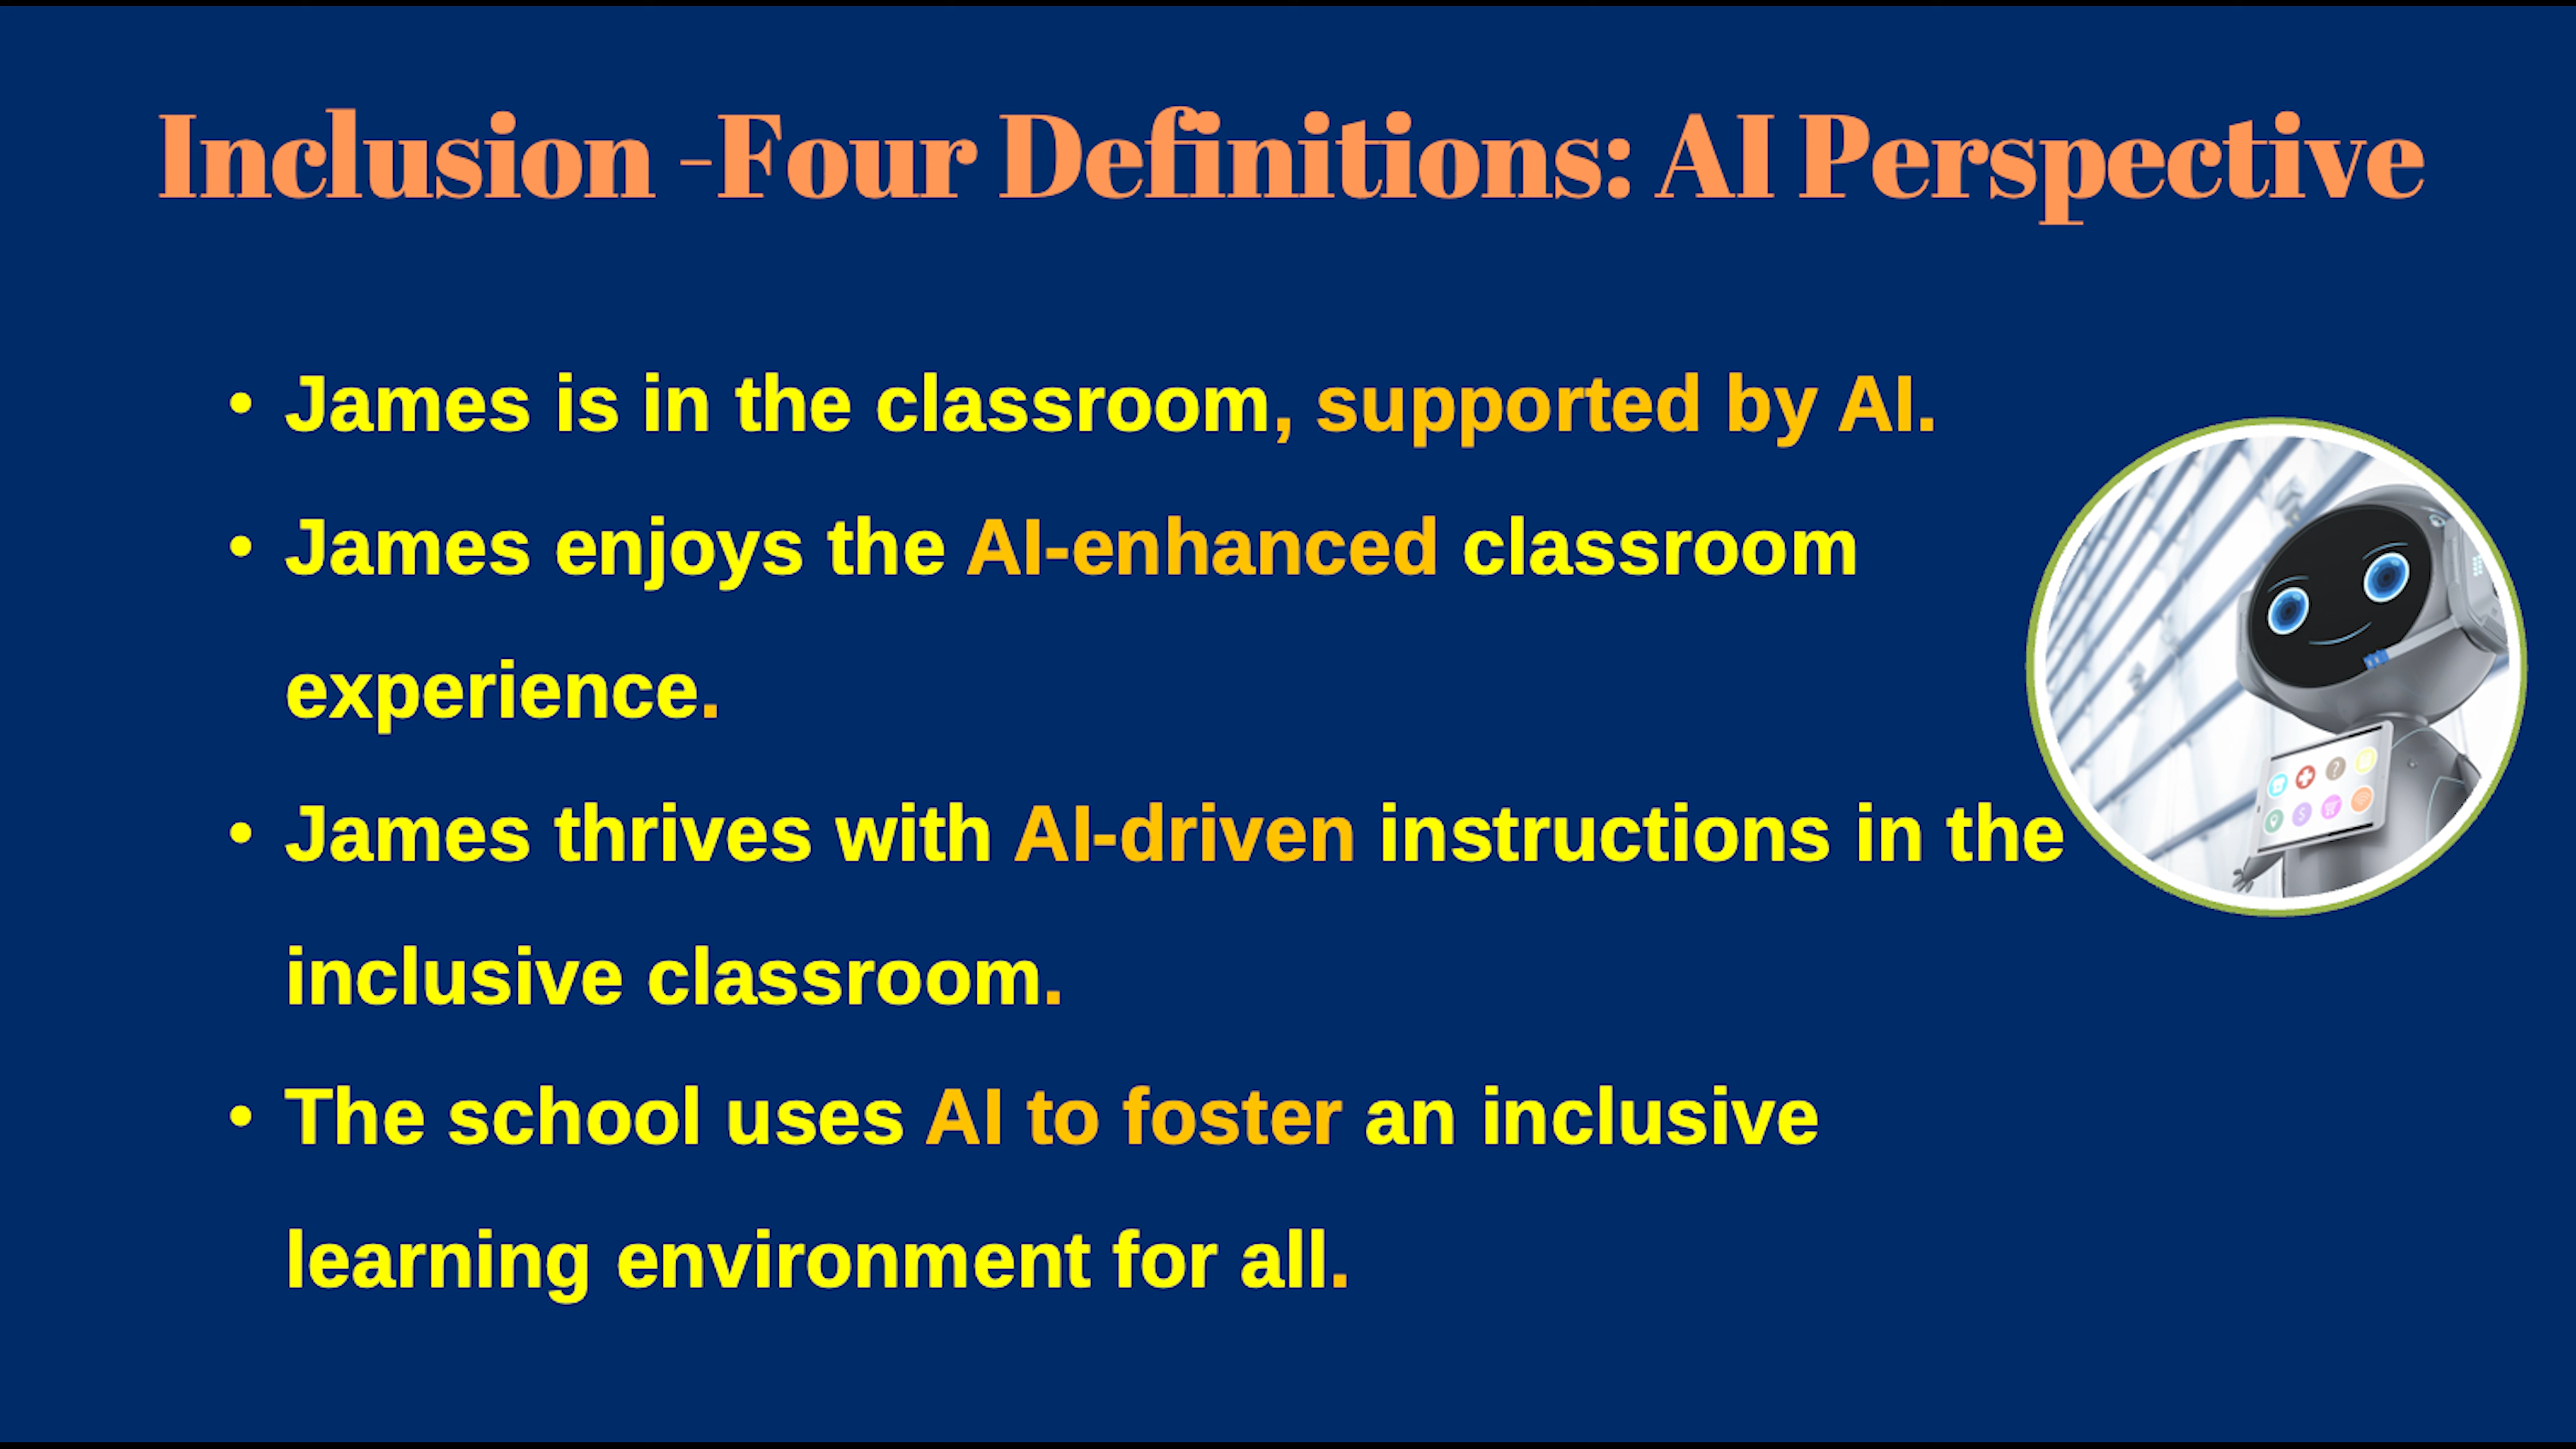 Inclusion -Four Definitions: AI Perspective
• James is in the classroom, supported by AI.
• James enjoys the AI-enhanced classroom
experience.
• James thrives with AI-driven instructions in the
inclusive classroom.
• The school uses AI to foster an inclusive
learning environment for all.